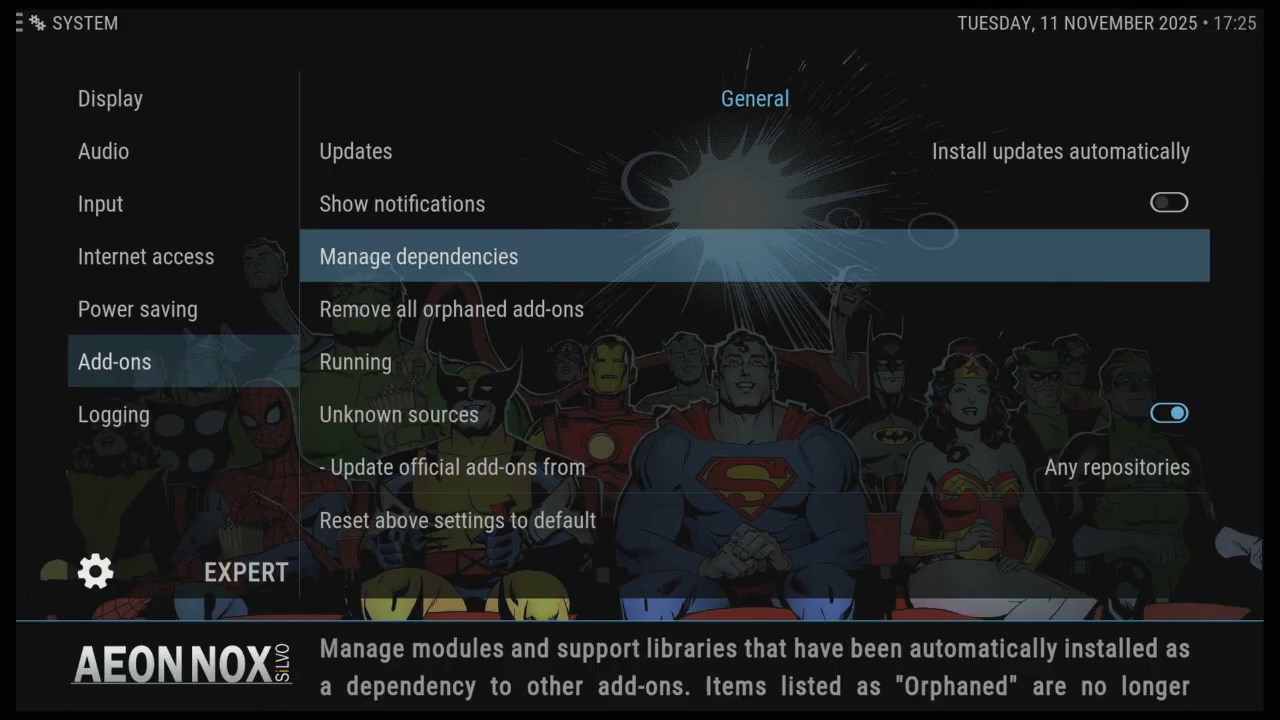 SYSTEM
TUESDAY, 11 NOVEMBER 2025 • 17:25
Display
Audio
Input
Internet access
Power saving
Add-ons
Logging
EXPERT
General
Updates Install updates automatically
Show notifications
Manage dependencies
Remove all orphaned add-ons
Running
Unknown sources
- Update official add-ons from Any repositories
Reset above settings to default
AEON NOX SiLVO
Manage modules and support libraries that have been automatically installed as
a dependency to other add-ons. Items listed as "Orphaned" are no longer